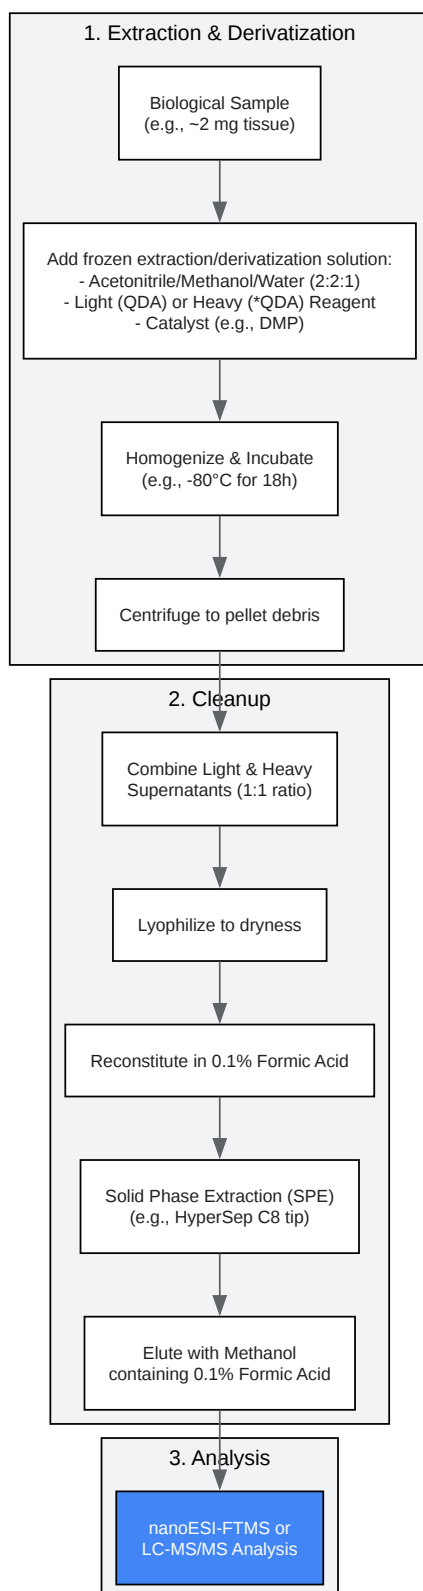 1. Extraction & Derivatization
Biological Sample
(e.g., ~2 mg tissue)
Add frozen extraction/derivatization solution:
- Acetonitrile/Methanol/Water (2:2:1)
- Light (QDA) or Heavy (*QDA) Reagent
- Catalyst (e.g., DMP)
Homogenize & Incubate
(e.g., -80°C for 18h)
Centrifuge to pellet debris
2. Cleanup
Combine Light & Heavy
Supernatants (1:1 ratio)
Lyophilize to dryness
Reconstitute in 0.1% Formic Acid
Solid Phase Extraction (SPE)
(e.g., HyperSep C8 tip)
Elute with Methanol
containing 0.1% Formic Acid
3. Analysis
nanoESI-FTMS or
LC-MS/MS Analysis